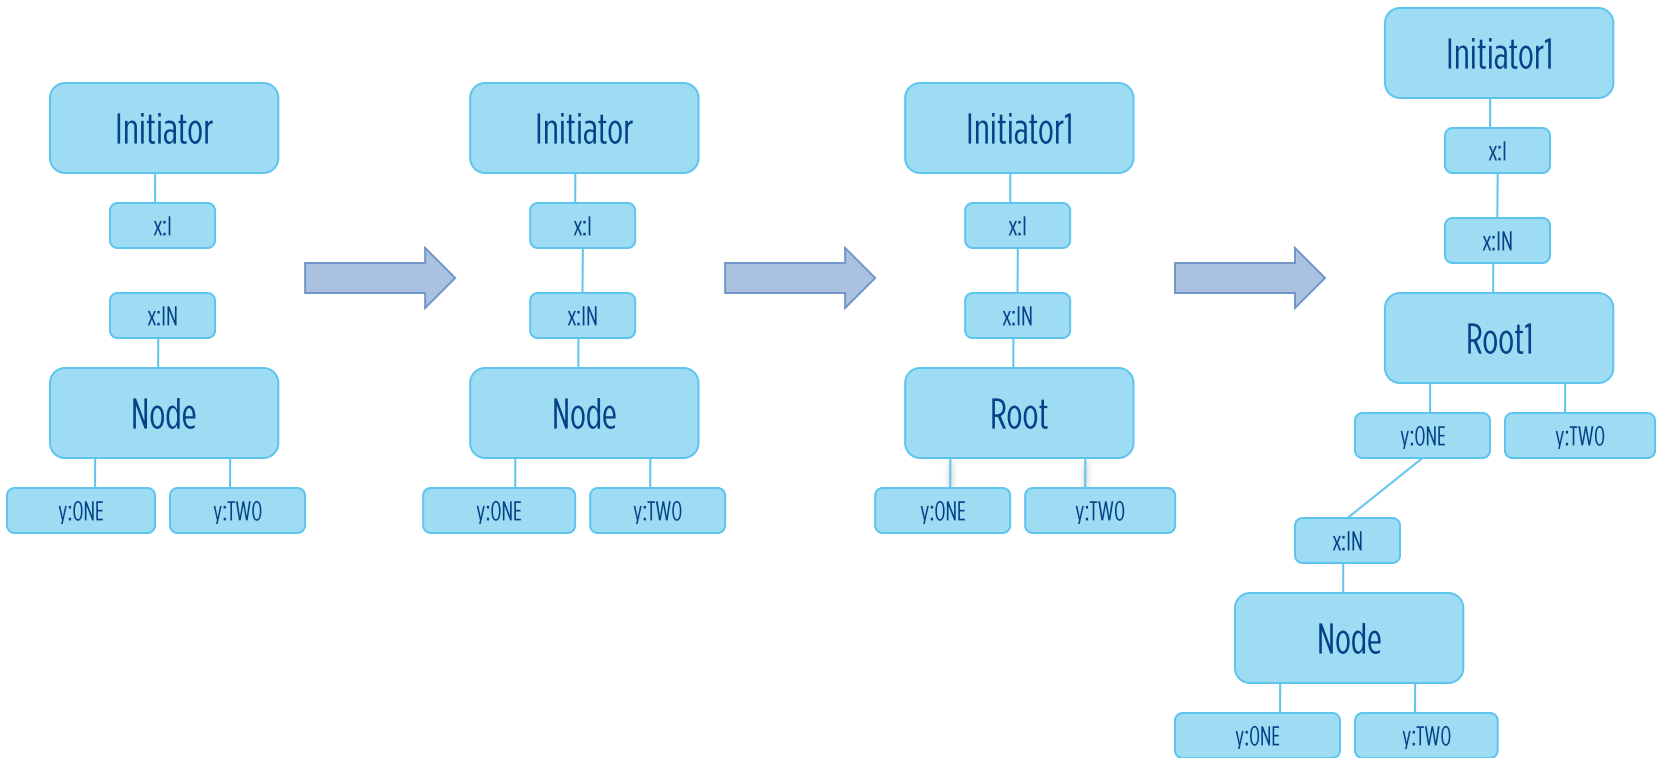 Initiator
x:I
x:IN
Node
y:ONE
y:TWO
Initiator
x:I
x:IN
Node
y:ONE
y:TWO
Initiator1
x:I
x:IN
Root
y:ONE
y:TWO
Initiator1
x:I
x:IN
Root1
y:ONE
y:TWO
x:IN
Node
y:ONE
y:TWO